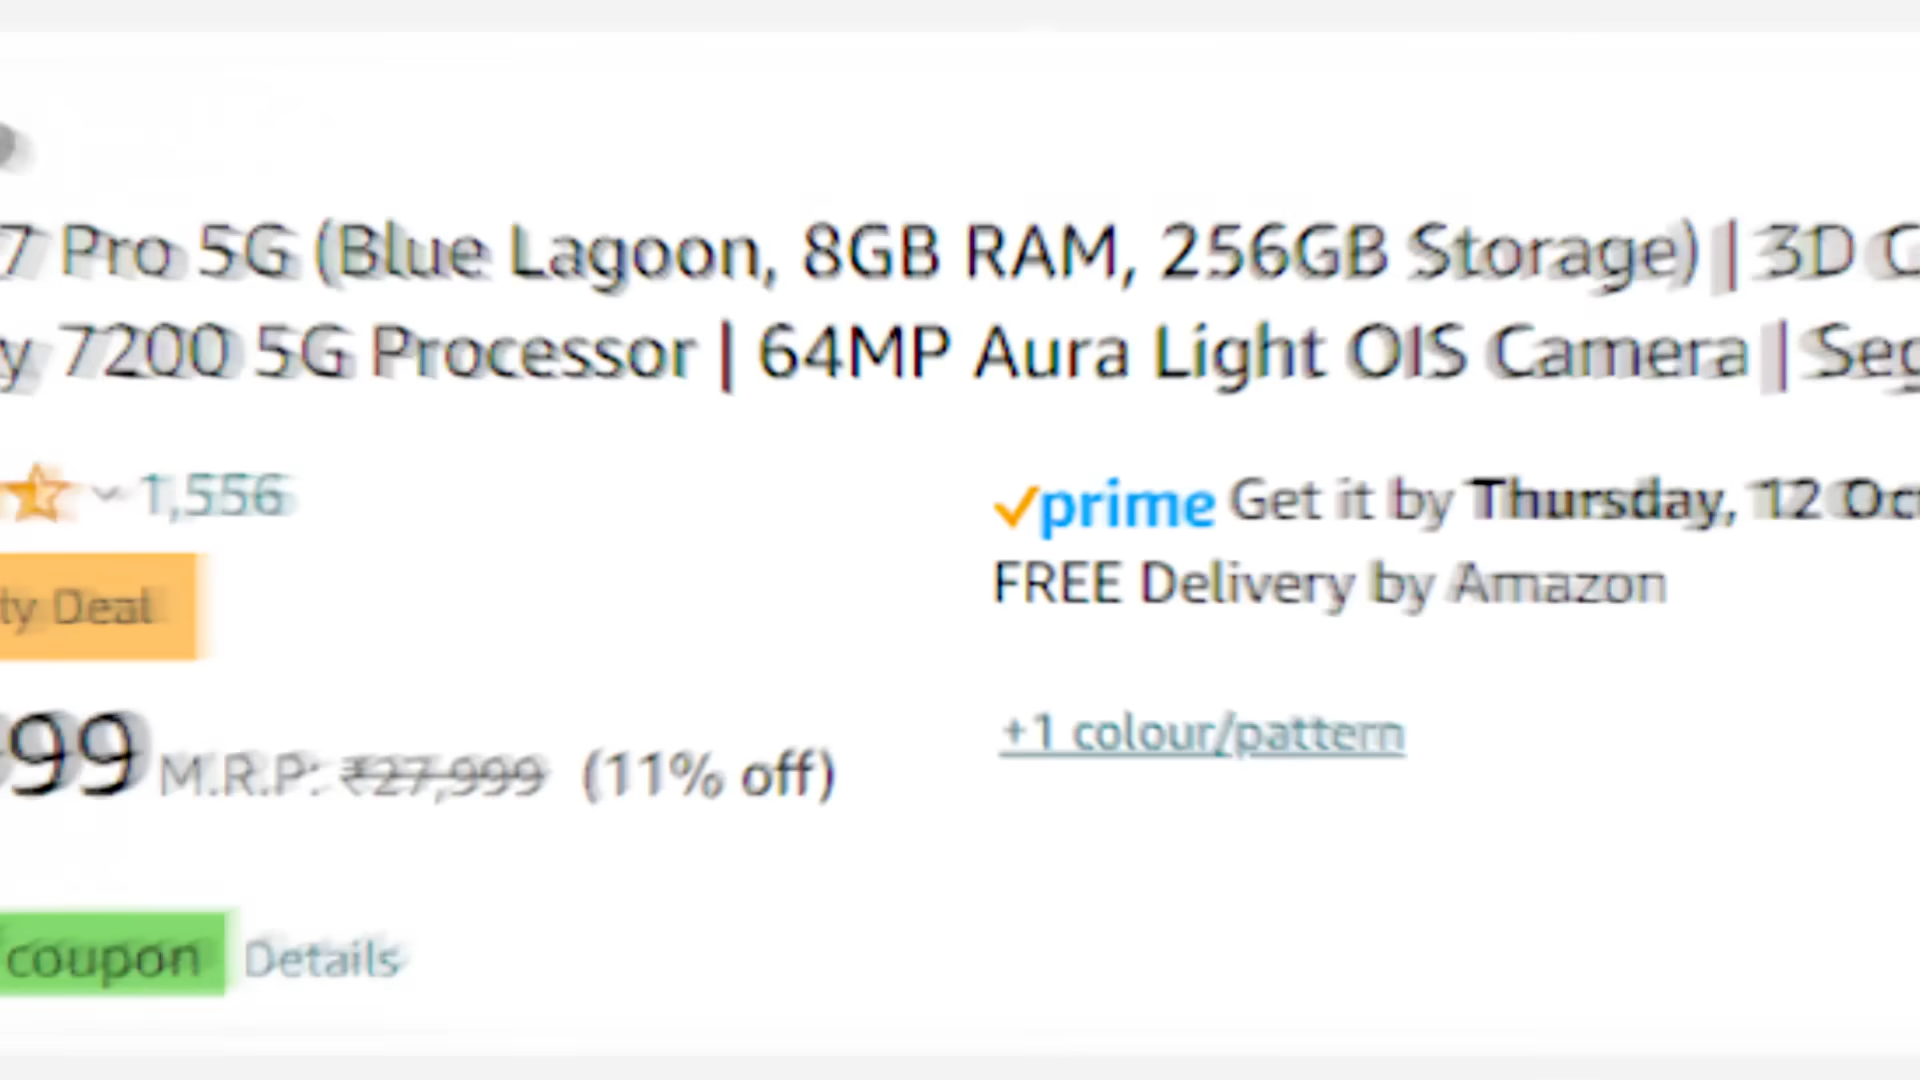 7 Pro 5G (Blue Lagoon, 8GB RAM, 256GB Storage) | 3D C
y 7200 5G Processor | 64MP Aura Light OIS Camera | Seg
1,556
prime Get it by Thursday, 12 Oct
FREE Delivery by Amazon
ty Deal
99 M.R.P: ₹27,999 (11% off)
+1 colour/pattern
coupon Details